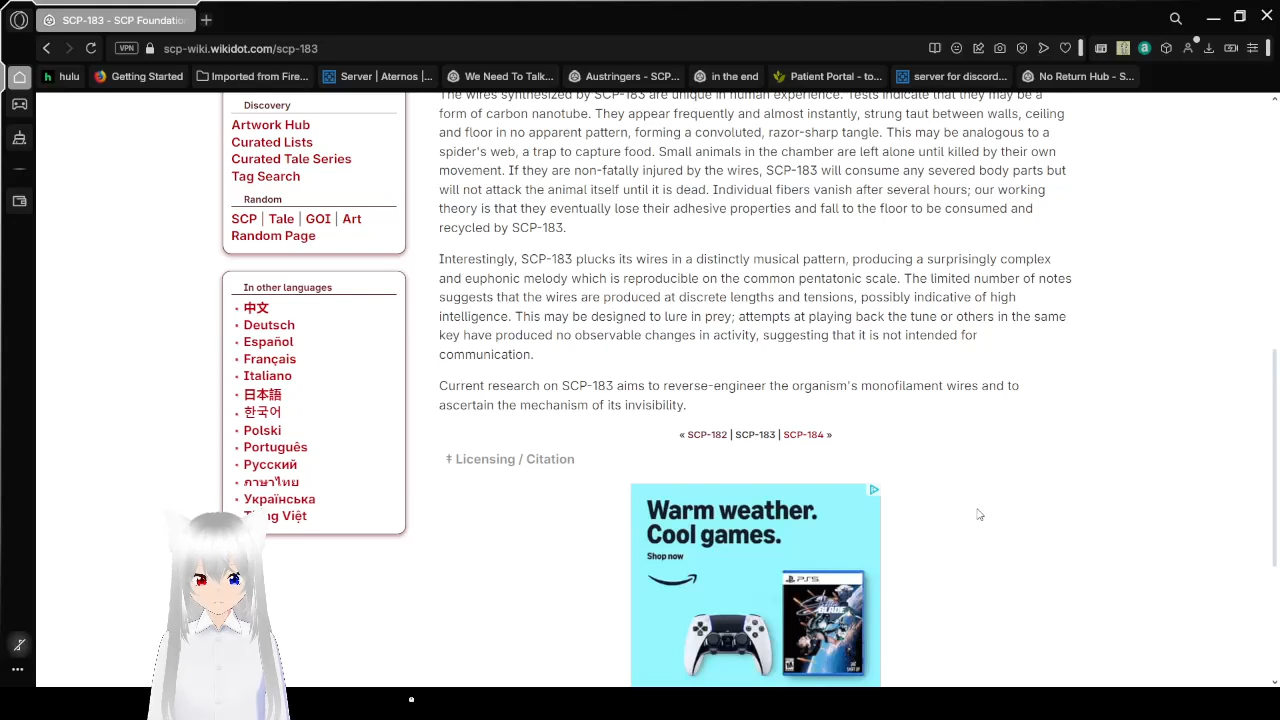 SCP-183 - SCP Foundatio
VPN
scp-wiki.wikidot.com/scp-183
hulu
Getting Started
Imported from Fire...
Server | Aternos |...
We Need To Talk...
Austringers - SCP...
in the end
Patient Portal - to...
server for discord...
No Return Hub - S...
Discovery
Artwork Hub
Curated Lists
Curated Tale Series
Tag Search
Random
SCP | Tale | GOI | Art
Random Page
In other languages
中文
Deutsch
Español
Français
Italiano
日本語
한국어
Polski
Português
Русский
ภาษาไทย
Українська
ng Việt
The wires synthesized by SCP-183 are unique in human experience. Tests indicate that they may be a
form of carbon nanotube. They appear frequently and almost instantly, strung taut between walls, ceiling
and floor in no apparent pattern, forming a convoluted, razor-sharp tangle. This may be analogous to a
spider's web, a trap to capture food. Small animals in the chamber are left alone until killed by their own
movement. If they are non-fatally injured by the wires, SCP-183 will consume any severed body parts but
will not attack the animal itself until it is dead. Individual fibers vanish after several hours; our working
theory is that they eventually lose their adhesive properties and fall to the floor to be consumed and
recycled by SCP-183.
Interestingly, SCP-183 plucks its wires in a distinctly musical pattern, producing a surprisingly complex
and euphonic melody which is reproducible on the common pentatonic scale. The limited number of notes
suggests that the wires are produced at discrete lengths and tensions, possibly indicative of high
intelligence. This may be designed to lure in prey; attempts at playing back the tune or others in the same
key have produced no observable changes in activity, suggesting that it is not intended for
communication.
Current research on SCP-183 aims to reverse-engineer the organism's monofilament wires and to
ascertain the mechanism of its invisibility.
« SCP-182 | SCP-183 | SCP-184 »
‡ Licensing / Citation
Warm weather.
Cool games.
Shop now
PS5
BLADE